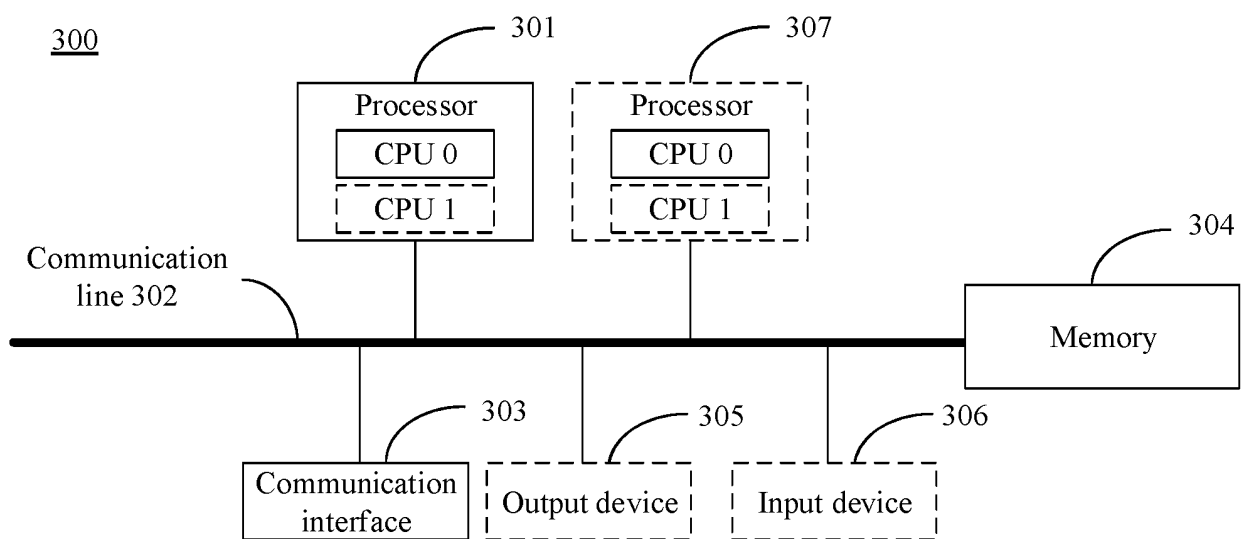 300
301
307
Processor
CPU 0
CPU 1
Processor
CPU 0
CPU 1
304
Communication
line 302
Memory
303
305
306
Communication
interface
Output device
Input device